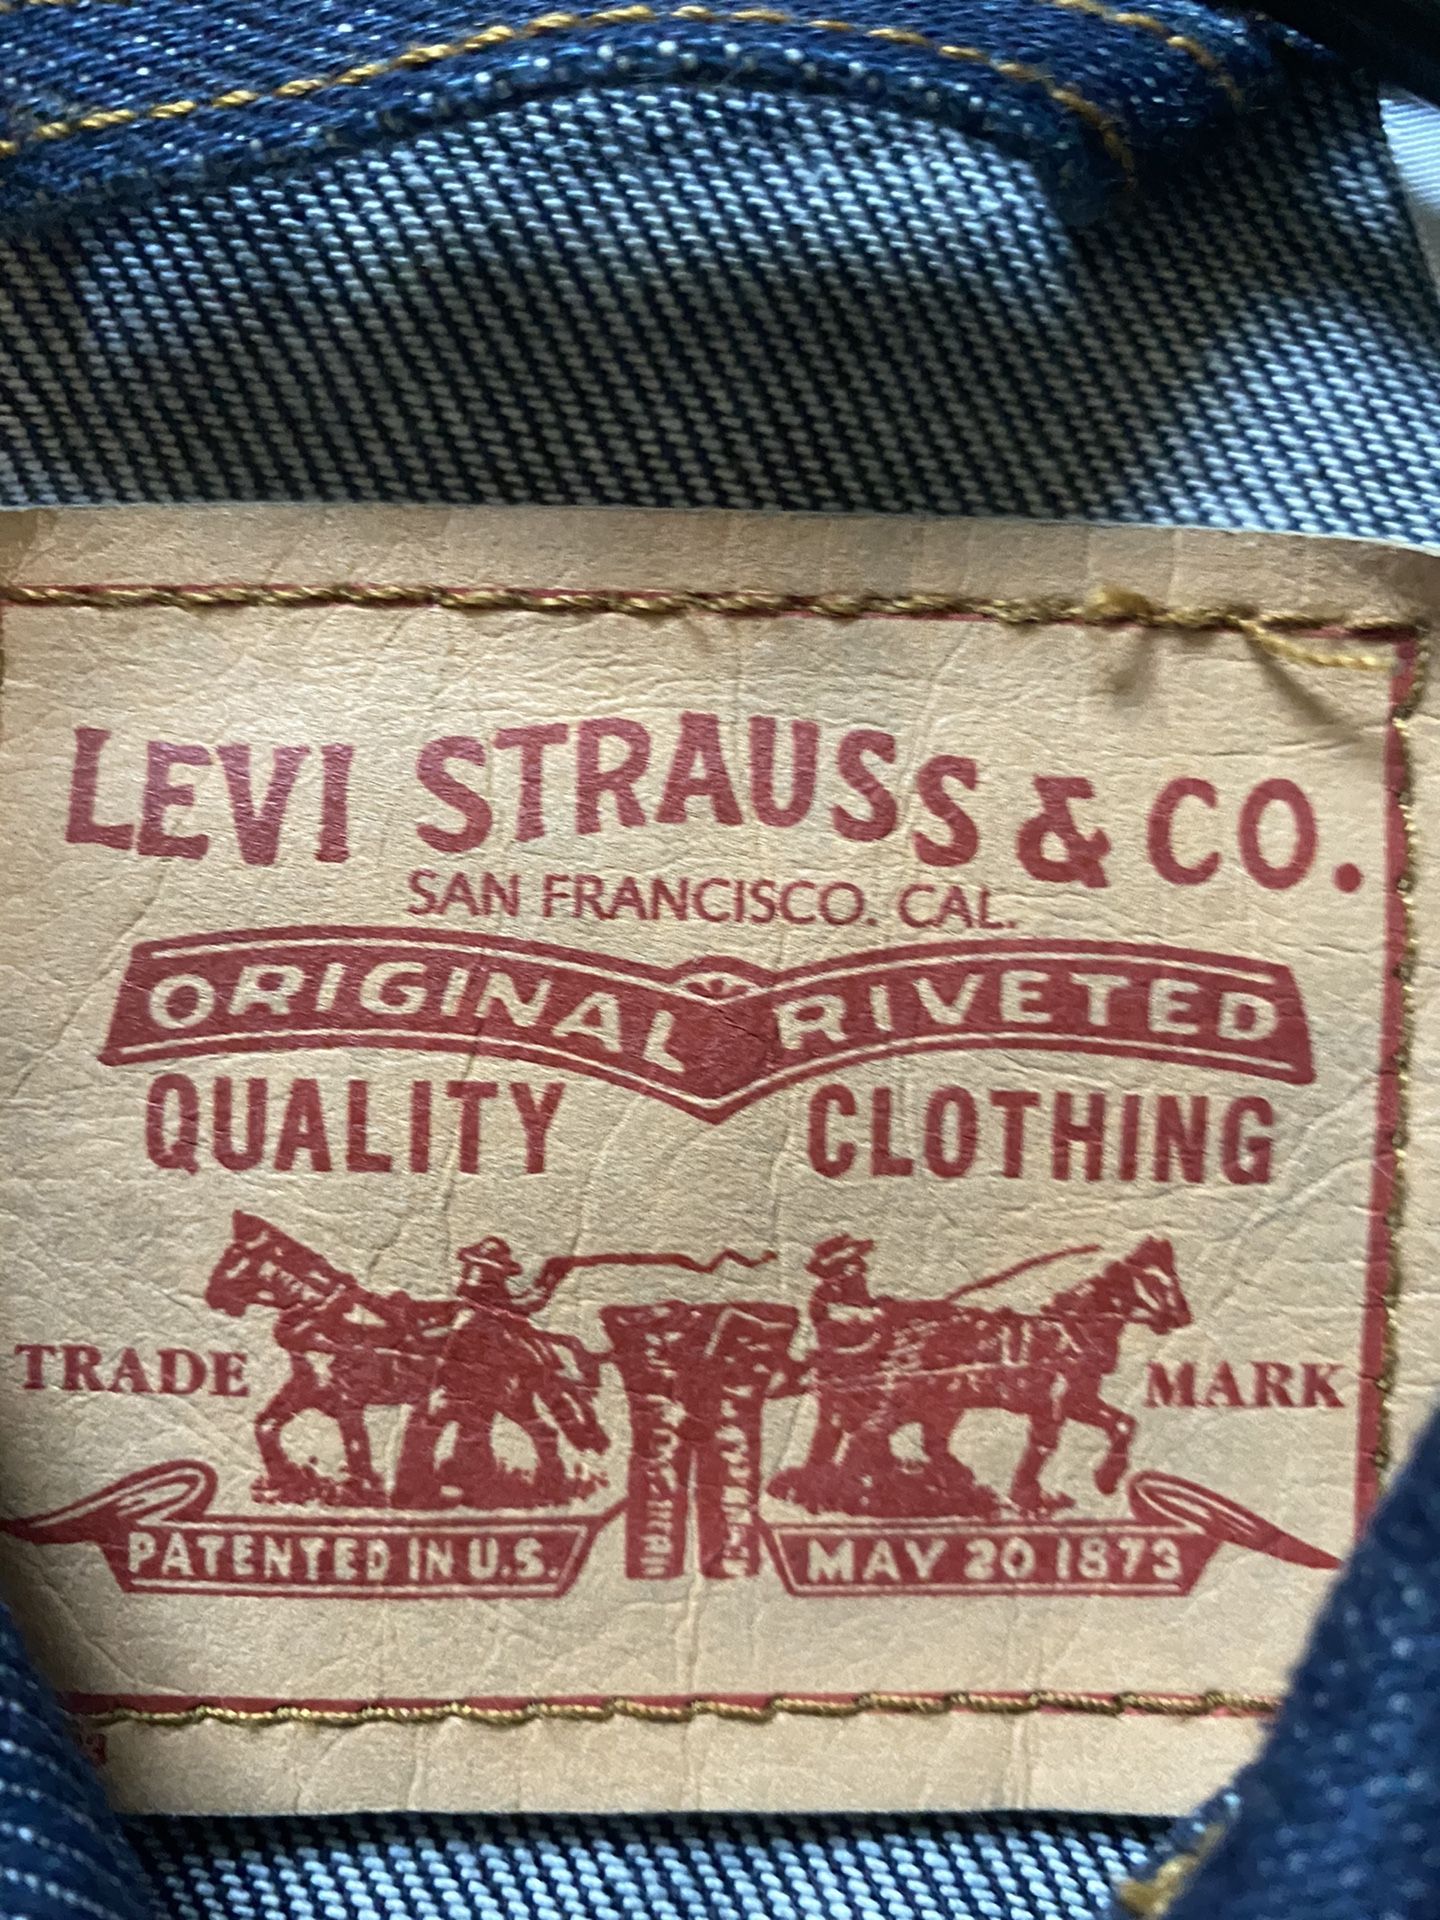 LEVI STRAUSS & CO.
SAN FRANCISCO. CAL.
ORIGINAL RIVETED
QUALITY CLOTHING
TRADE MARK
PATENTED IN U.S. MAY 20 1873